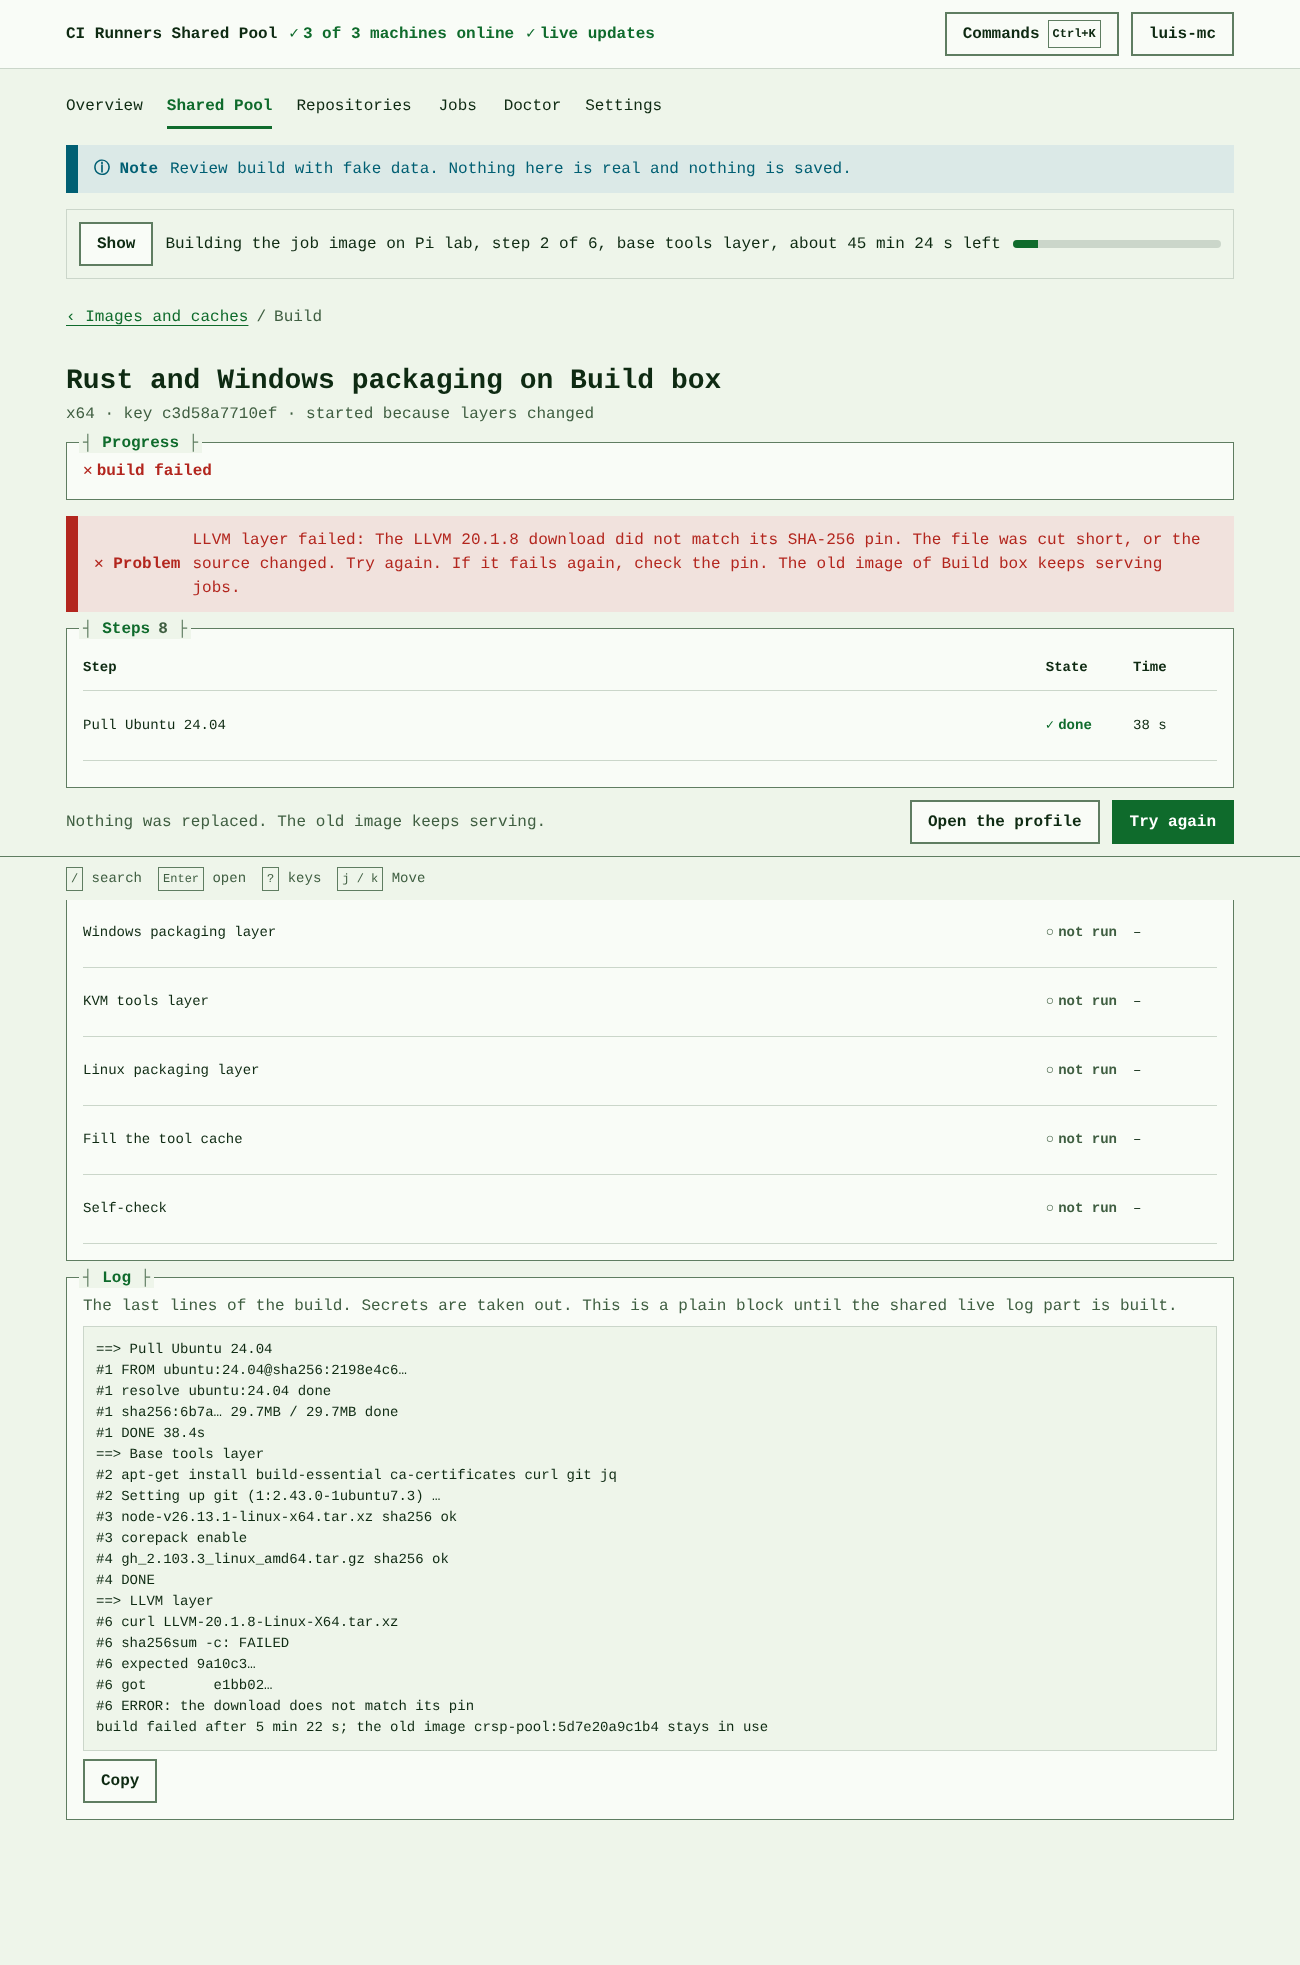 CI Runners Shared Pool ✓ 3 of 3 machines online ✓ live updates Commands Ctrl+K luis-mc
Overview Shared Pool Repositories Jobs Doctor Settings
ⓘ Note Review build with fake data. Nothing here is real and nothing is saved.
Show Building the job image on Pi lab, step 2 of 6, base tools layer, about 45 min 24 s left
‹ Images and caches / Build
Rust and Windows packaging on Build box
x64 · key c3d58a7710ef · started because layers changed
Progress
× build failed
× Problem LLVM layer failed: The LLVM 20.1.8 download did not match its SHA-256 pin. The file was cut short, or the
source changed. Try again. If it fails again, check the pin. The old image of Build box keeps serving
jobs.
Steps 8
Step State Time
Pull Ubuntu 24.04 ✓ done 38 s
Nothing was replaced. The old image keeps serving. Open the profile Try again
/ search Enter open ? keys j / k Move
Windows packaging layer ○ not run –
KVM tools layer ○ not run –
Linux packaging layer ○ not run –
Fill the tool cache ○ not run –
Self-check ○ not run –
Log
The last lines of the build. Secrets are taken out. This is a plain block until the shared live log part is built.
==> Pull Ubuntu 24.04
#1 FROM ubuntu:24.04@sha256:2198e4c6…
#1 resolve ubuntu:24.04 done
#1 sha256:6b7a… 29.7MB / 29.7MB done
#1 DONE 38.4s
==> Base tools layer
#2 apt-get install build-essential ca-certificates curl git jq
#2 Setting up git (1:2.43.0-1ubuntu7.3) …
#3 node-v26.13.1-linux-x64.tar.xz sha256 ok
#3 corepack enable
#4 gh_2.103.3_linux_amd64.tar.gz sha256 ok
#4 DONE
==> LLVM layer
#6 curl LLVM-20.1.8-Linux-X64.tar.xz
#6 sha256sum -c: FAILED
#6 expected 9a10c3…
#6 got        e1bb02…
#6 ERROR: the download does not match its pin
build failed after 5 min 22 s; the old image crsp-pool:5d7e20a9c1b4 stays in use
Copy